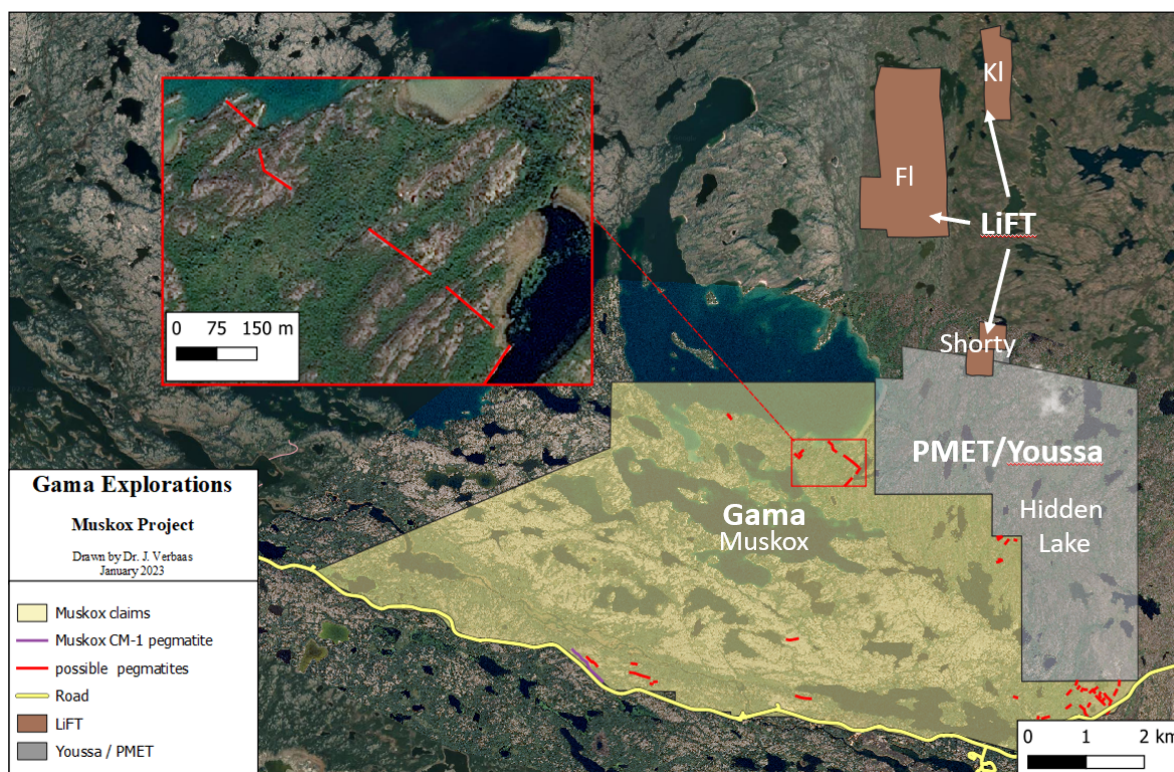 Kl
Fl
LiFT
0 75 150 m
Shorty
PMET/Youssa
Gama
Muskox
Hidden
Lake
Gama Explorations
Muskox Project
Drawn by Dr. J. Verbaas
January 2023
Muskox claims
Muskox CM-1 pegmatite
possible pegmatites
Road
LiFT
Youssa / PMET
0 1 2 km